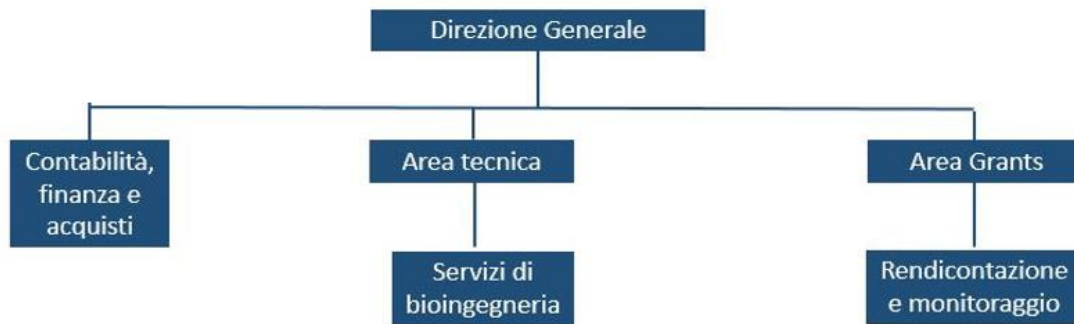 Direzione Generale
Contabilità,
finanza e
acquisti
Area tecnica
Area Grants
Servizi di
bioingegneria
Rendicontazione
e monitoraggio